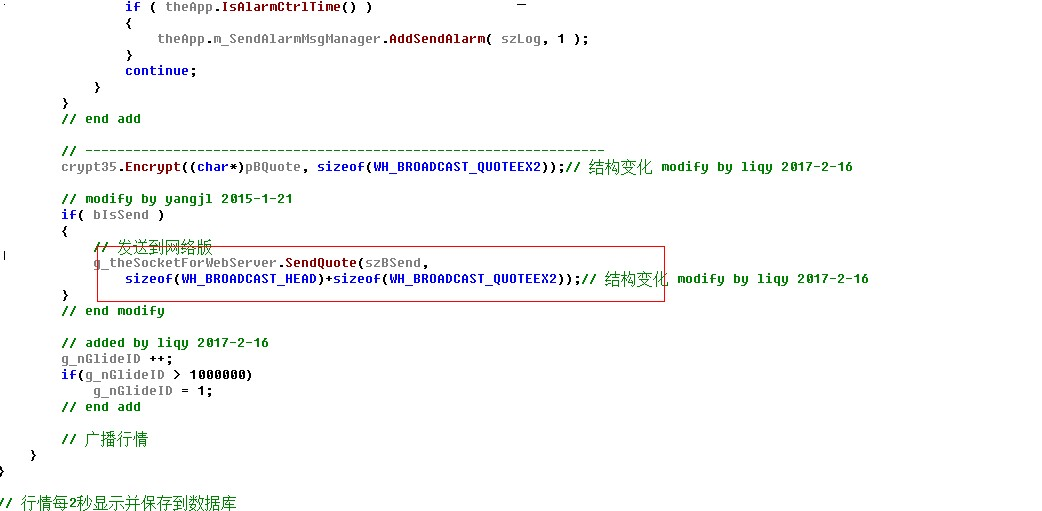 if ( theApp.IsAlarmCtrlTime() )
{
theApp.m_SendAlarmMsgManager.AddSendAlarm( szLog, 1 );
}
continue;
}
}
// end add
// -----------------------------------------------------------------
crypt35.Encrypt((char*)pBQuote, sizeof(WH_BROADCAST_QUOTEEX2));// 结构变化 modify by liqy 2017-2-16
// modify by yangjl 2015-1-21
if( bIsSend )
{
// 发送到网络版
g_theSocketForWebServer.SendQuote(szBSend,
sizeof(WH_BROADCAST_HEAD)+sizeof(WH_BROADCAST_QUOTEEX2));// 结构变化 modify by liqy 2017-2-16
}
// end modify
// added by liqy 2017-2-16
g_nGlideID ++;
if(g_nGlideID > 1000000)
g_nGlideID = 1;
// end add
// 广播行情
}
}
// 行情每2秒显示并保存到数据库